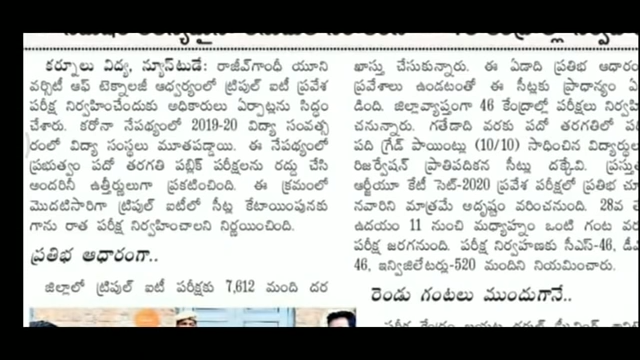 కర్నూలు విద్య, న్యూస్‌టుడే: రాజీవ్‌గాంధీ యూని
వర్సిటీ ఆఫ్ టెక్నాలజీ ఆధ్వర్యంలో ట్రిపుల్ ఐటీ ప్రవేశ
పరీక్ష నిర్వహించేందుకు అధికారులు ఏర్పాట్లను సిద్ధం
చేశారు. కరోనా నేపథ్యంలో 2019-20 విద్యా సంవత్స
రంలో విద్యా సంస్థలు మూతపడ్డాయి. ఈ నేపథ్యంలో
ప్రభుత్వం పదో తరగతి పబ్లిక్ పరీక్షలను రద్దు చేసి
అందరినీ ఉత్తీర్ణులుగా ప్రకటించింది. ఈ క్రమంలో
మొదటిసారిగా ట్రిపుల్ ఐటీలో సీట్ల కేటాయింపునకు
గాను రాత పరీక్ష నిర్వహించాలని నిర్ణయించింది.
ప్రతిభ ఆధారంగా..
జిల్లాలో ట్రిపుల్ ఐటీ పరీక్షకు 7,612 మంది దర
ఖాస్తు చేసుకున్నారు. ఈ ఏడాది ప్రతిభ ఆధారం
ప్రవేశాలు ఉండటంతో ఈ సీట్లకు ప్రాధాన్యం
డింది. జిల్లావ్యాప్తంగా 46 కేంద్రాల్లో పరీక్షలు నిర్వ
చనున్నారు. గతేడాది వరకు పదో తరగతిలో
పది గ్రేడ్ పాయింట్లు (10/10) సాధించిన విద్యార్థుల
రిజర్వేషన్ ప్రాతిపదికన సీట్లు దక్కేవి. ప్రస్తు
ఆర్జీయూ కేటీ సెట్-2020 ప్రవేశ పరీక్షలో ప్రతిభ చూ
నవారిని మాత్రమే అదృష్టం వరించనుంది. 28వ
ఉదయం 11 నుంచి మధ్యాహ్నం ఒంటి గంట వర
పరీక్ష జరగనుంది. పరీక్ష నిర్వహణకు సీఎస్-46,
46, ఇన్విజిలేటర్లు-520 మందిని నియమించారు.
రెండు గంటలు ముందుగానే..